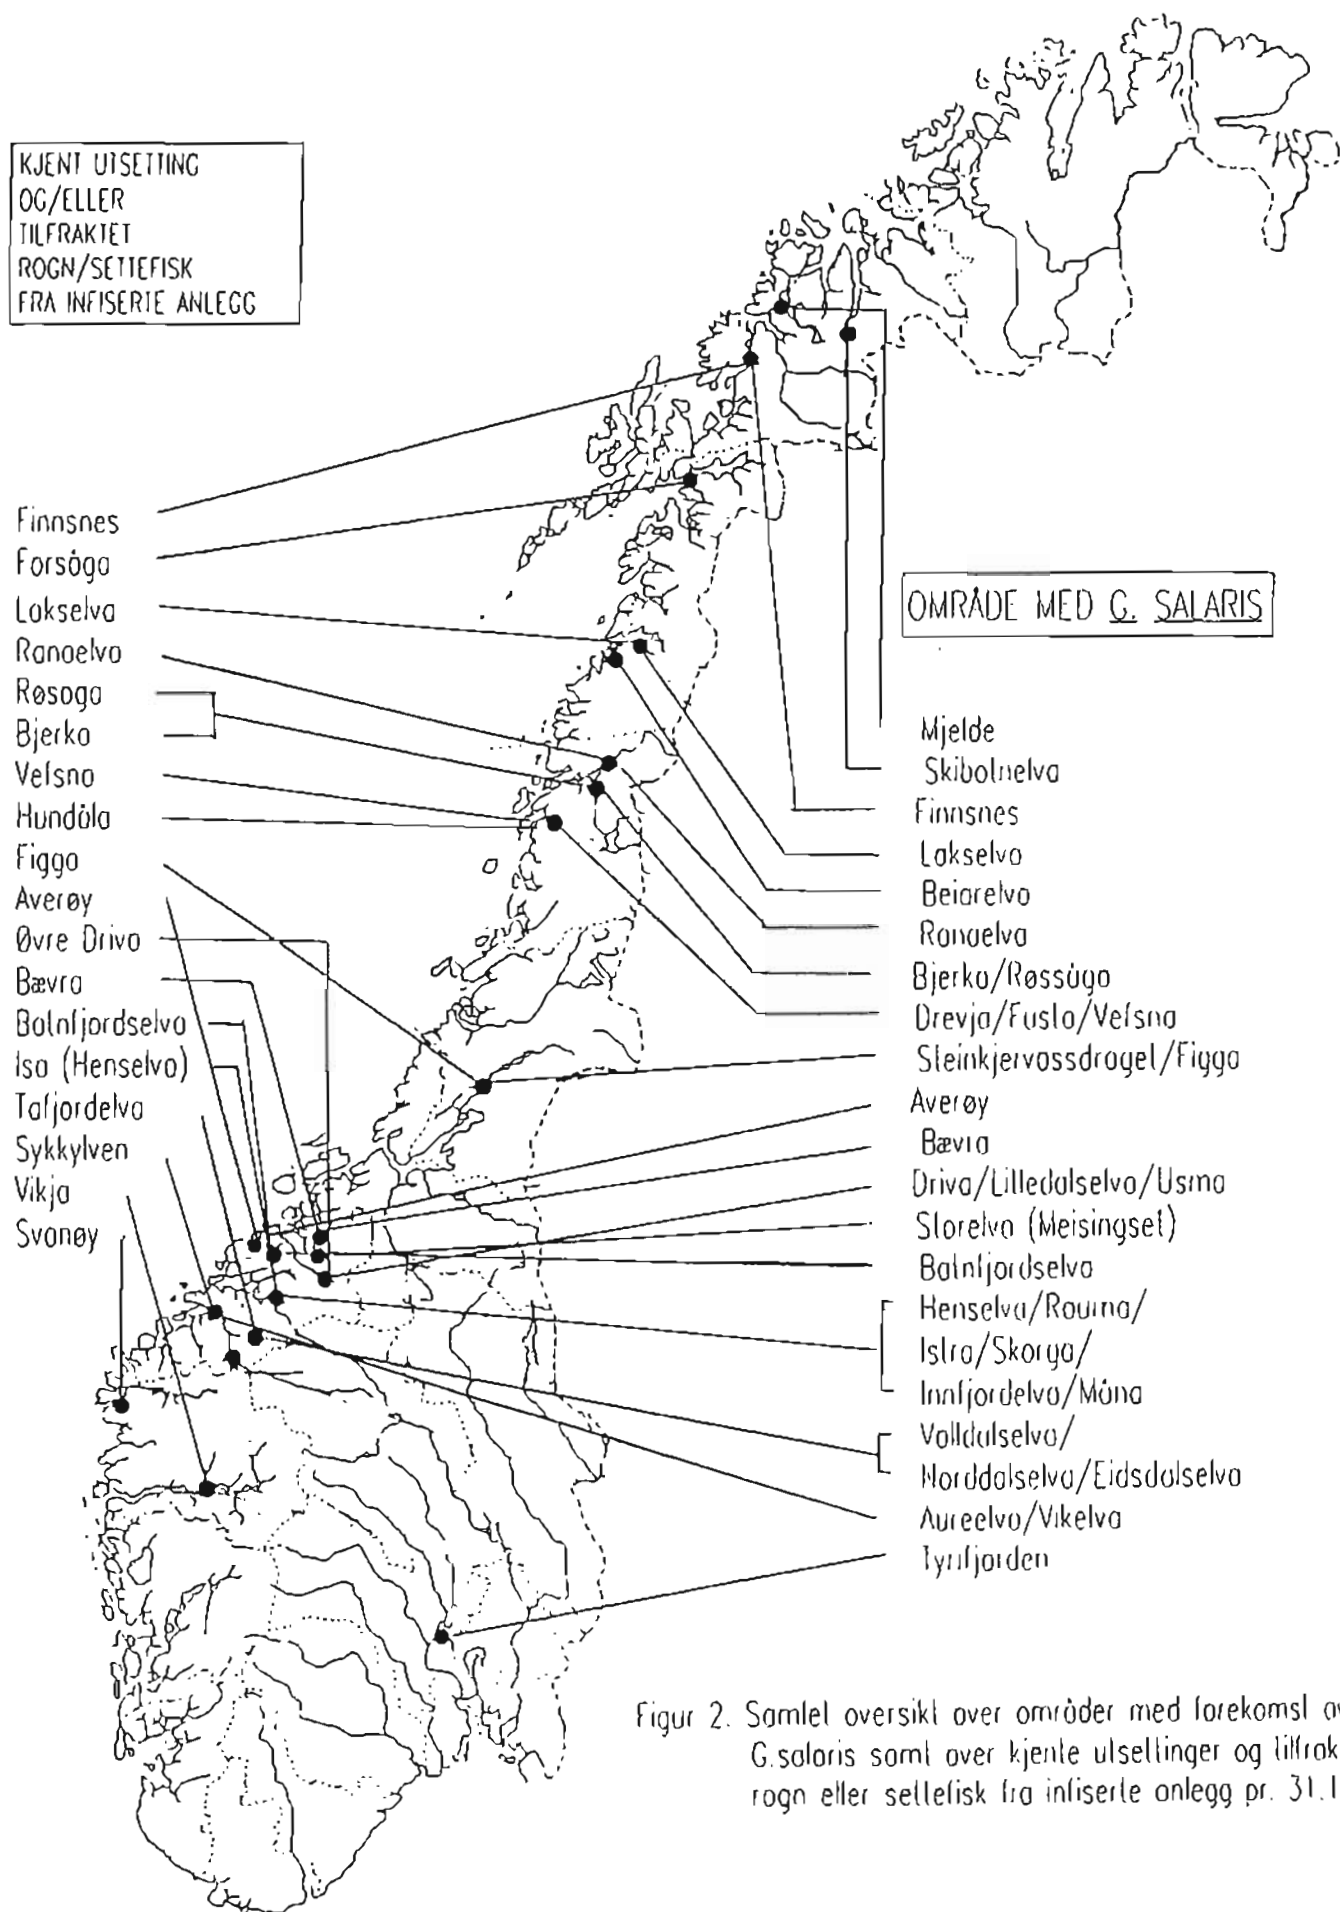 KJENT UTSETTING
OG/ELLER
TILFRAKTET
ROGN/SETTEFISK
FRA INFISERTE ANLEGG
Finnsnes
Forsåga
Lakselva
Ranaelva
Røsoga
Bjerka
Vefsna
Hundåla
Figga
Averøy
Øvre Driva
Bævra
Batnfjordselva
Isa (Henselva)
Tafjordelva
Sykkylven
Vikja
Svanøy
OMRÅDE MED G. SALARIS
Mjelde
Skibotnelva
Finnsnes
Lakselva
Beiarelva
Ranaelva
Bjerka/Røssåga
Drevja/Fusta/Vefsna
Steinkjervassdraget/Figga
Averøy
Bævra
Driva/Lilledalselva/Usma
Storelva (Meisingset)
Batnfjordselva
Henselva/Rauma/
Istra/Skorga/
Innfjordelva/Måna
Valldalselva/
Norddalselva/Eidsdalselva
Aureelva/Vikelva
Tyrifjorden
Figur 2. Samlet oversikt over områder med forekomst av
G.salaris samt over kjente utsettinger og tilfrak
rogn eller settefisk fra infiserte anlegg pr. 31.1